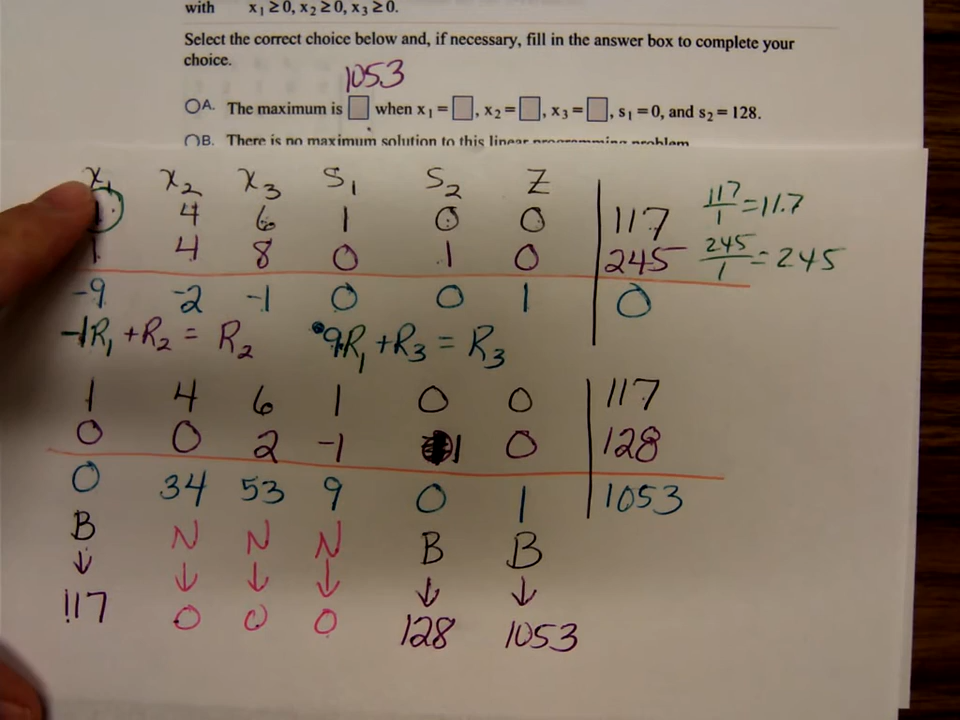 with x₁ ≥ 0, x₂ ≥ 0, x₃ ≥ 0.
Select the correct choice below and, if necessary, fill in the answer box to complete your
choice.
1053
A. The maximum is □ when x₁ = □, x₂ = □, x₃ = □, s₁ = 0, and s₂ = 128.
B. There is no maximum solution to this linear programming problem
x₁ x₂ x₃ S₁ S₂ Z
4 6 1 0 0 | 117 117/1 = 11.7
1 4 8 0 1 0 | 245 245/1 = 245
-9 -2 -1 0 0 1 | 0
-1R₁ + R₂ = R₂ 9R₁ + R₃ = R₃
1 4 6 1 0 0 | 117
0 0 2 -1 1 0 | 128
0 34 53 9 0 1 | 1053
B N N N B B
↓ ↓ ↓ ↓ ↓ ↓
117 0 0 0 128 1053